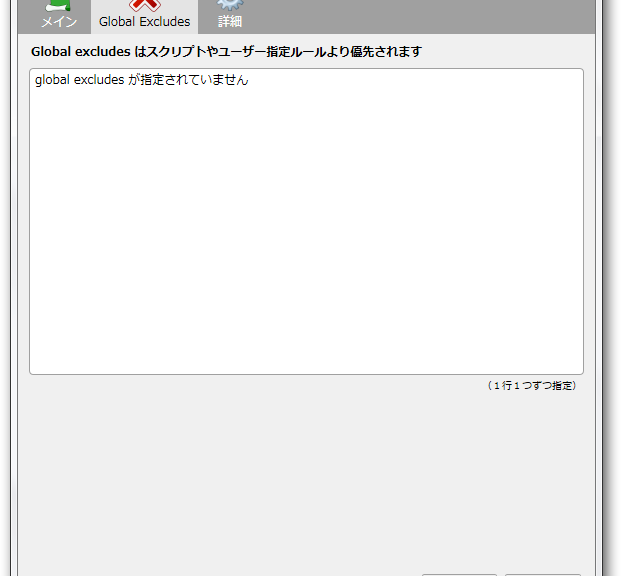 メイン
Global Excludes
詳細
Global excludes はスクリプトやユーザー指定ルールより優先されます
global excludes が指定されていません
(１行１つずつ指定)